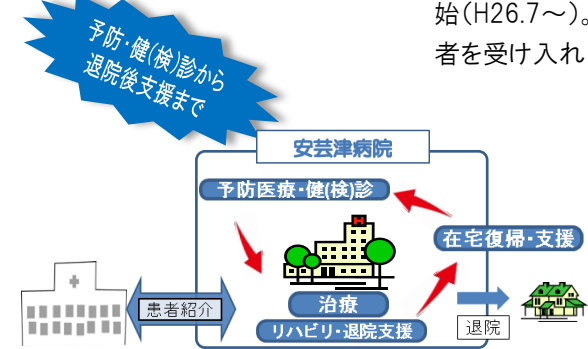 始(H26.7～)。
者を受け入れ
予防・健(検)診から
退院後支援まで
安芸津病院
予防医療・健(検)診
在宅復帰・支援
患者紹介
治療
リハビリ・退院支援
退院
H